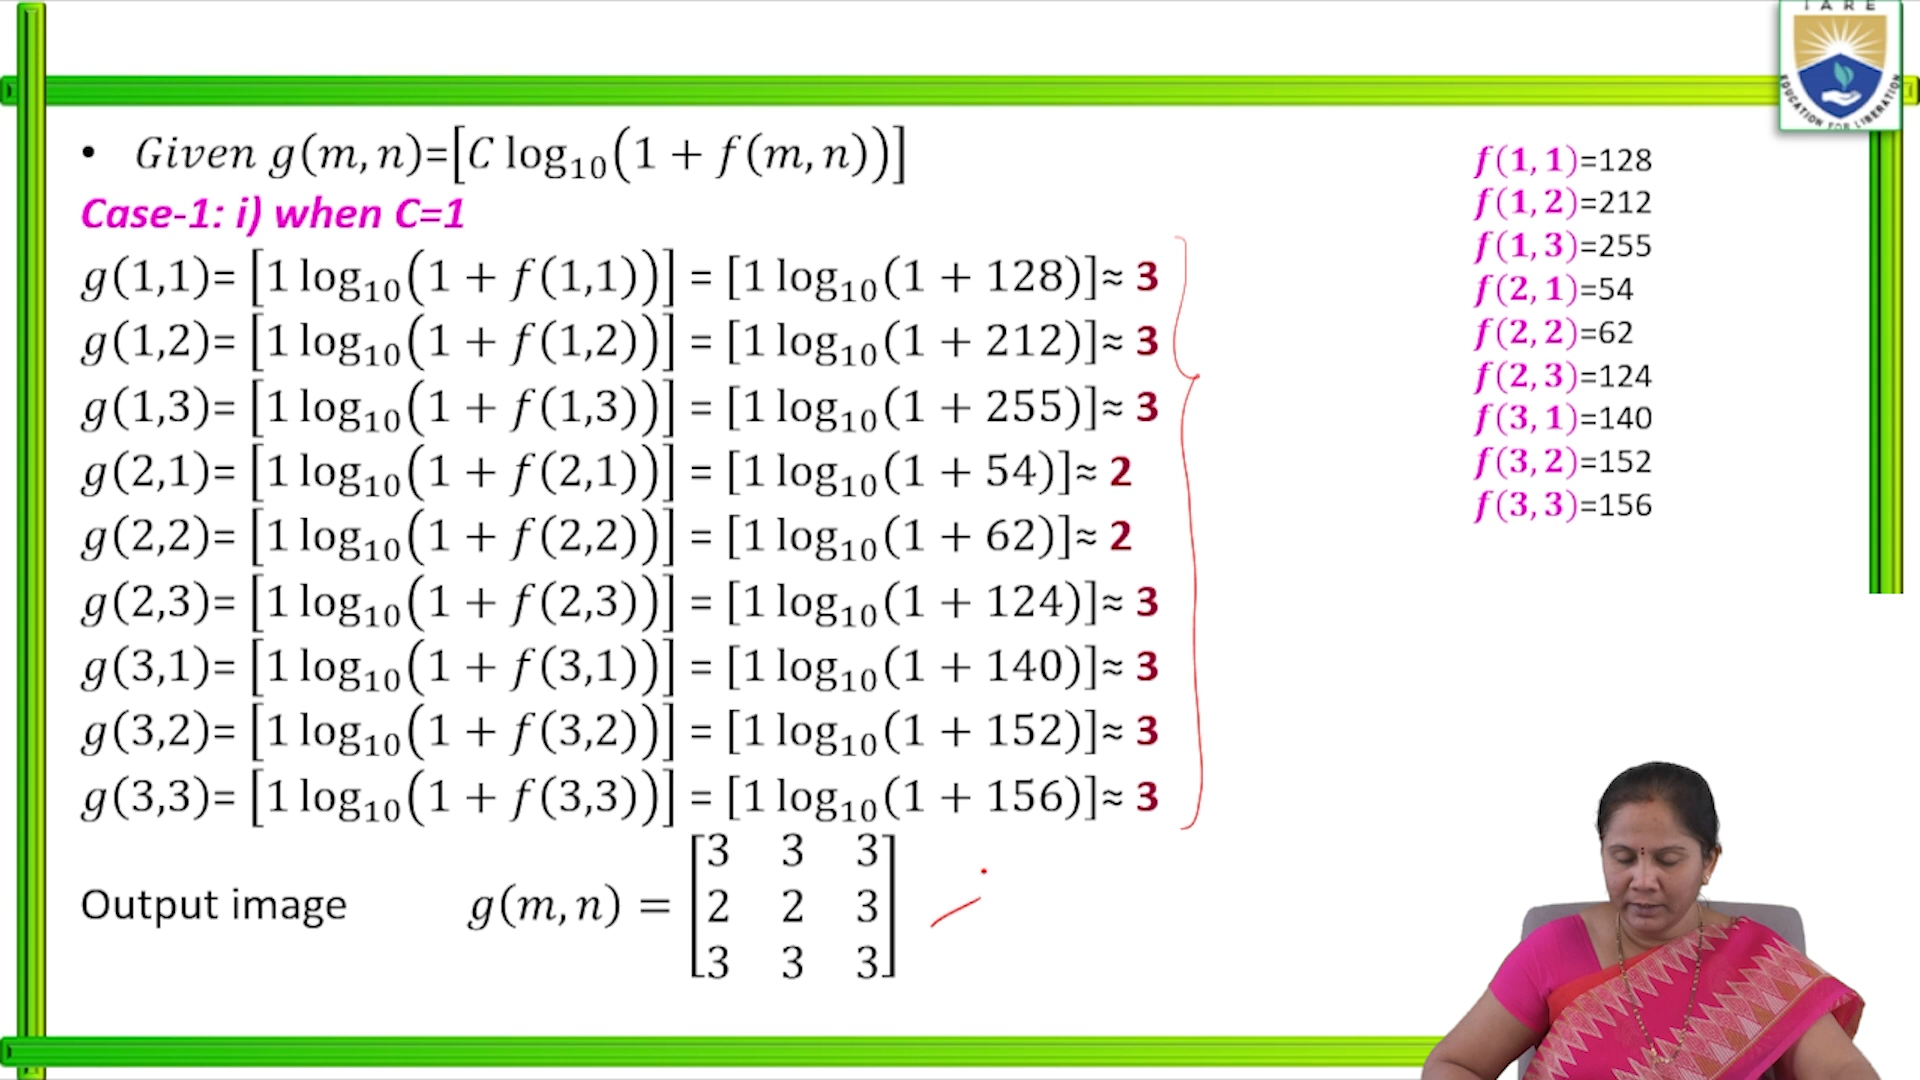 IARE
EDUCATION FOR LIBERATION
• Given g(m, n)=[C log₁₀(1 + f(m, n))]
Case-1: i) when C=1
g(1,1)= [1 log₁₀(1 + f(1,1))] = [1 log₁₀(1 + 128)]≈ 3
g(1,2)= [1 log₁₀(1 + f(1,2))] = [1 log₁₀(1 + 212)]≈ 3
g(1,3)= [1 log₁₀(1 + f(1,3))] = [1 log₁₀(1 + 255)]≈ 3
g(2,1)= [1 log₁₀(1 + f(2,1))] = [1 log₁₀(1 + 54)]≈ 2
g(2,2)= [1 log₁₀(1 + f(2,2))] = [1 log₁₀(1 + 62)]≈ 2
g(2,3)= [1 log₁₀(1 + f(2,3))] = [1 log₁₀(1 + 124)]≈ 3
g(3,1)= [1 log₁₀(1 + f(3,1))] = [1 log₁₀(1 + 140)]≈ 3
g(3,2)= [1 log₁₀(1 + f(3,2))] = [1 log₁₀(1 + 152)]≈ 3
g(3,3)= [1 log₁₀(1 + f(3,3))] = [1 log₁₀(1 + 156)]≈ 3
3 3 3
Output image g(m, n) = 2 2 3
3 3 3
f(1, 1)=128
f(1, 2)=212
f(1, 3)=255
f(2, 1)=54
f(2, 2)=62
f(2, 3)=124
f(3, 1)=140
f(3, 2)=152
f(3, 3)=156